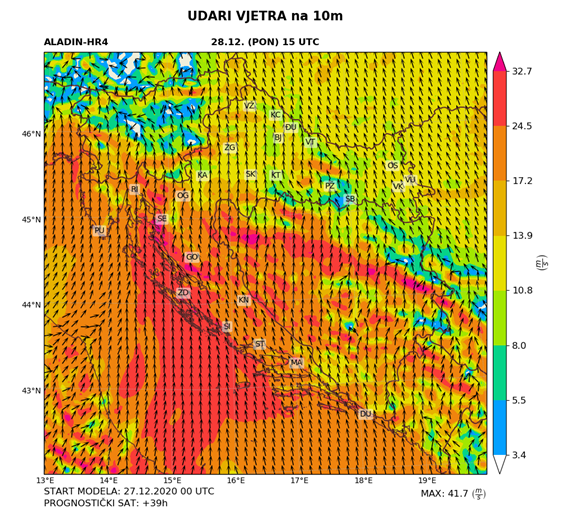 UDARI VJETRA na 10m
ALADIN-HR4 28.12. (PON) 15 UTC
32.7
24.5
17.2
13.9
10.8
8.0
5.5
3.4
(m/s)
46°N
45°N
44°N
43°N
VŽ
KC
ĐU
BJ
VT
ZG
OS
VU
VK
KA
SK
KT
PZ
SB
RI
OG
PU
SE
GO
ZD
KN
ŠI
ST
MA
DU
13°E 14°E 15°E 16°E 17°E 18°E 19°E
START MODELA: 27.12.2020 00 UTC
PROGNOSTIČKI SAT: +39h
MAX: 41.7 (m/s)